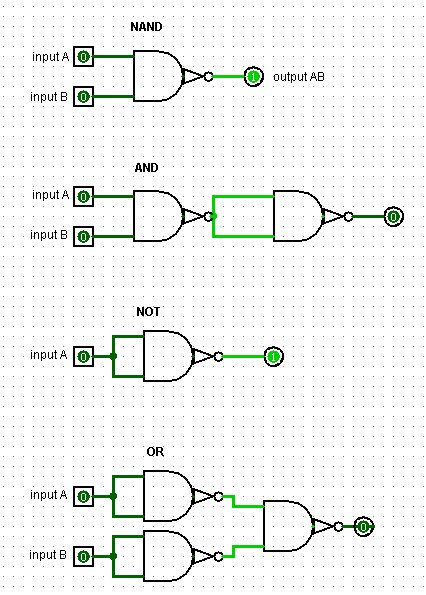 NAND
input A 0
1 output AB
input B 0
AND
input A 0
0
input B 0
NOT
input A 0 1
OR
input A 0
0
input B 0